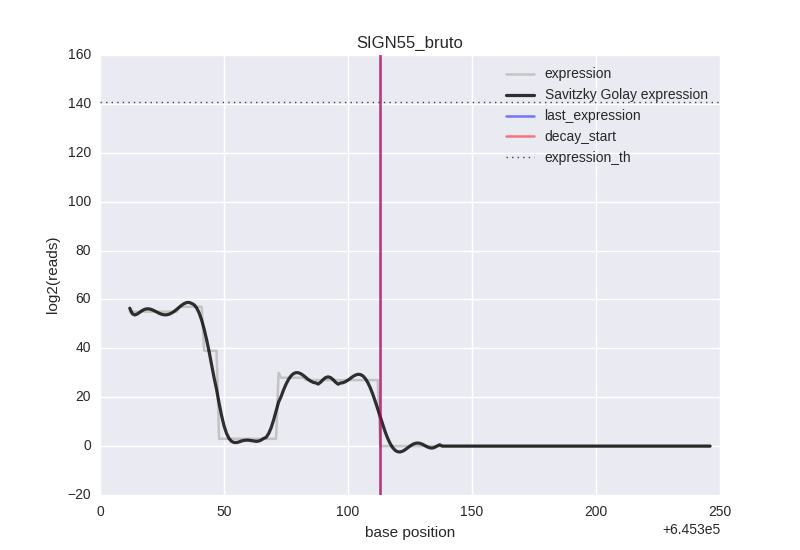 SIGN55_bruto
160
140
120
100
80
60
40
20
0
−20
log2(reads)
expression
Savitzky Golay expression
last_expression
decay_start
expression_th
0 50 100 150 200 250
base position
+6.453e5